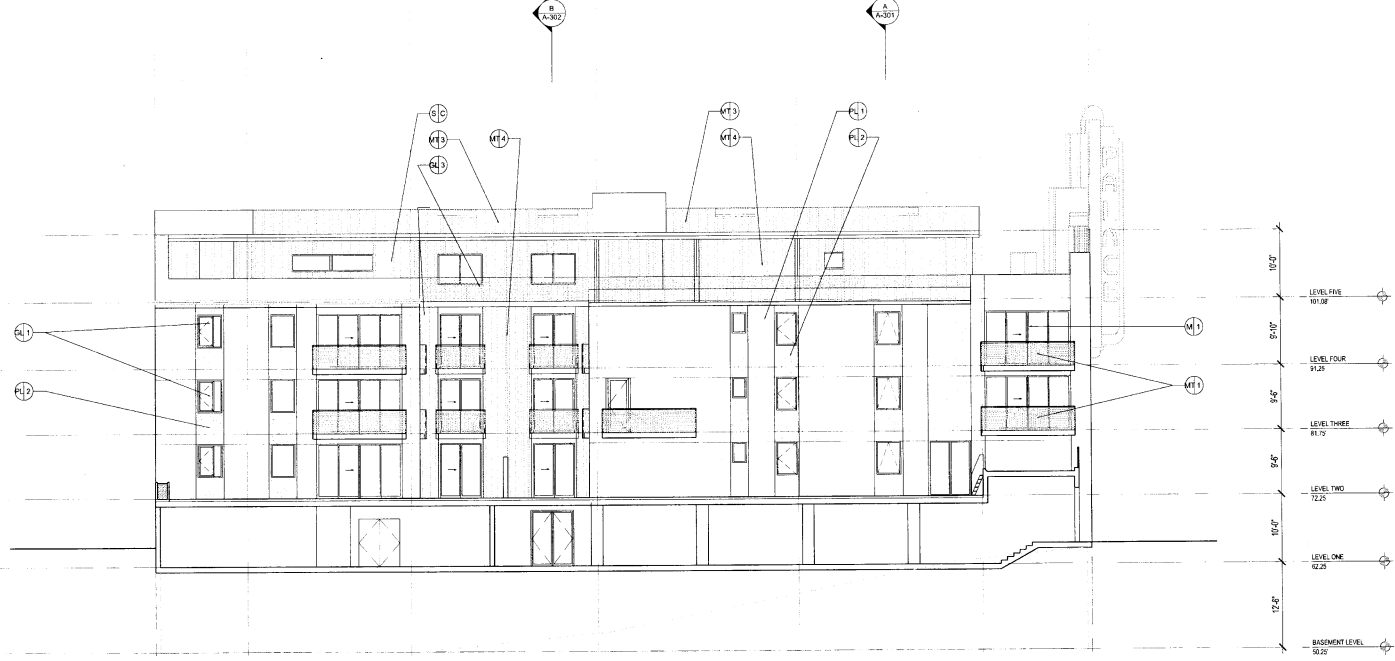 B
A-302
A
A-301
S C
MT 3
GL 3
MT 4
MT 3
MT 4
PL 1
PL 2
GL 1
PL 2
M 1
MT 1
PALACE
10'-0"
LEVEL FIVE
101.08'
9'-10"
LEVEL FOUR
91.25
9'-6"
LEVEL THREE
81.75'
9'-6"
LEVEL TWO
72.25
10'-0"
LEVEL ONE
62.25
12'-6"
BASEMENT LEVEL
50.25'